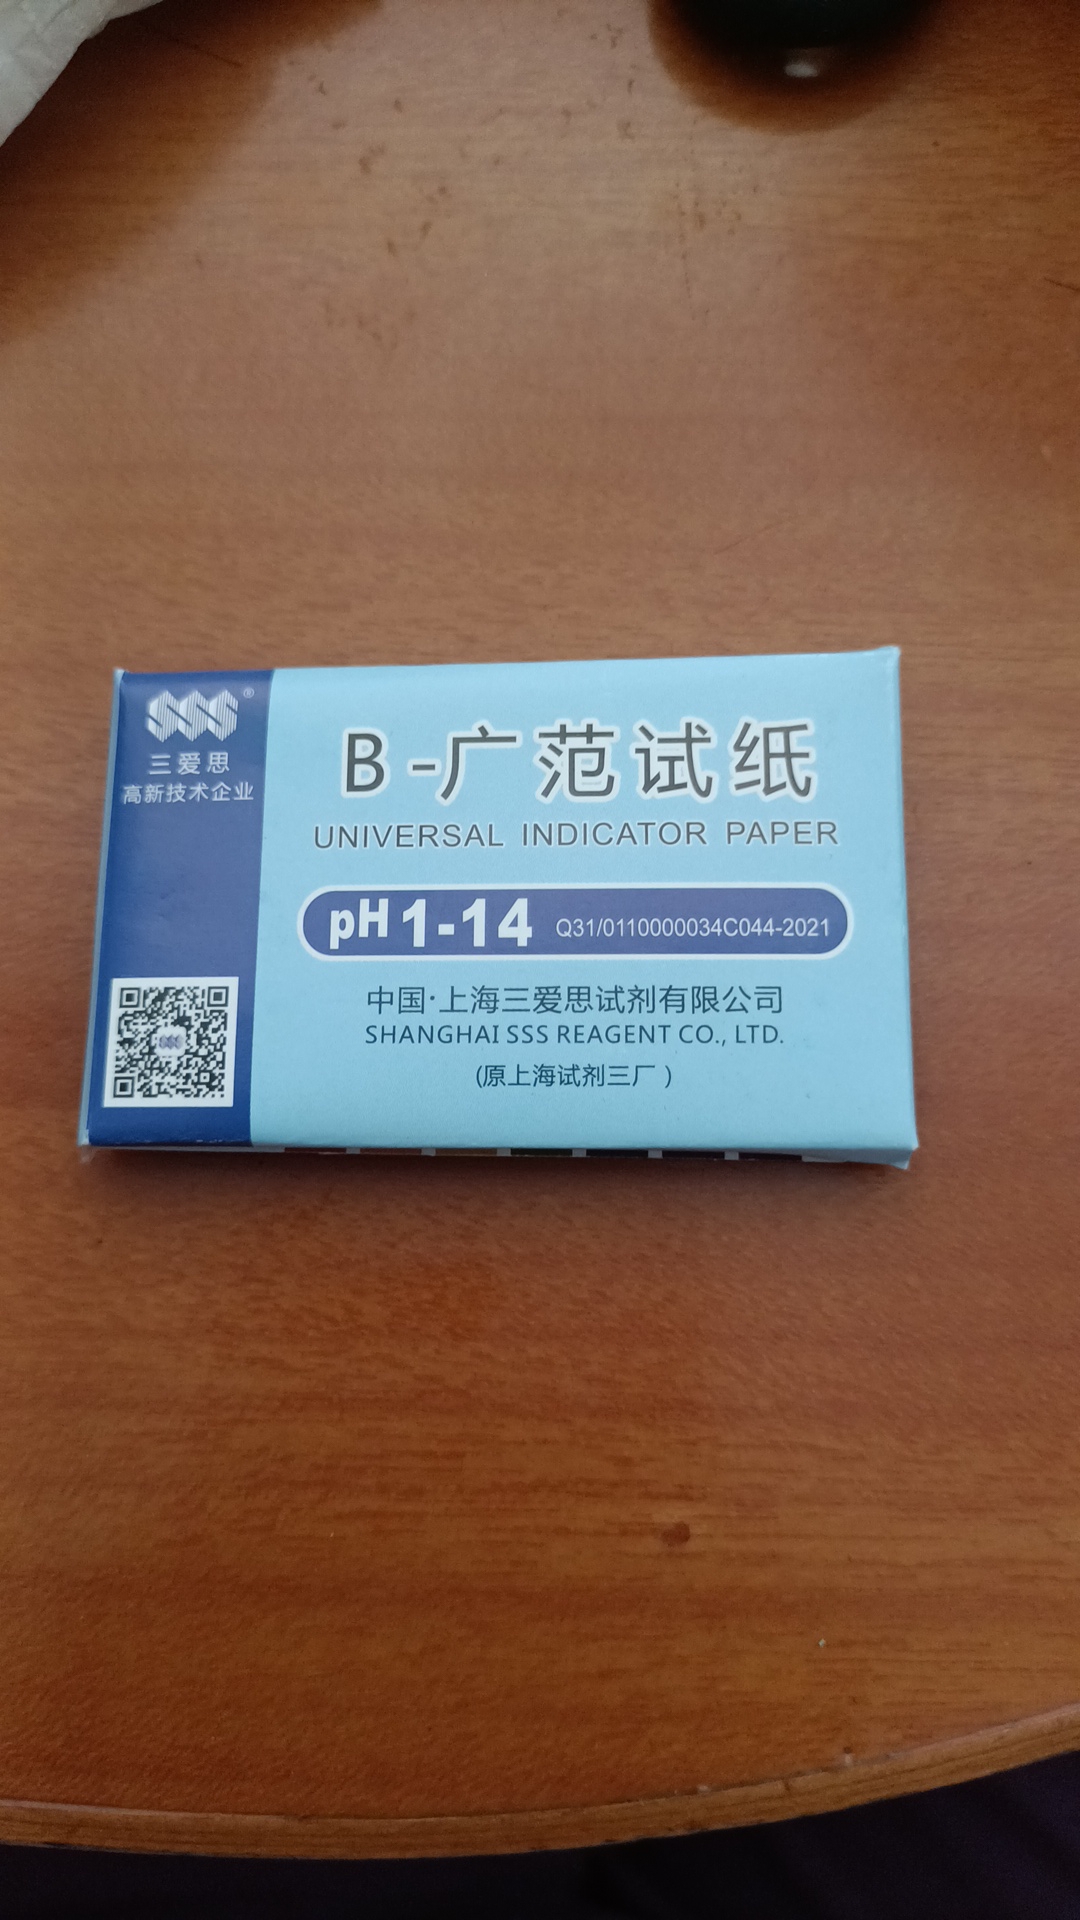 SSS®
三爱思
高新技术企业
B-广范试纸
UNIVERSAL INDICATOR PAPER
pH 1-14 Q31/0110000034C044-2021
中国·上海三爱思试剂有限公司
SHANGHAI SSS REAGENT CO., LTD.
(原上海试剂三厂)
SSS